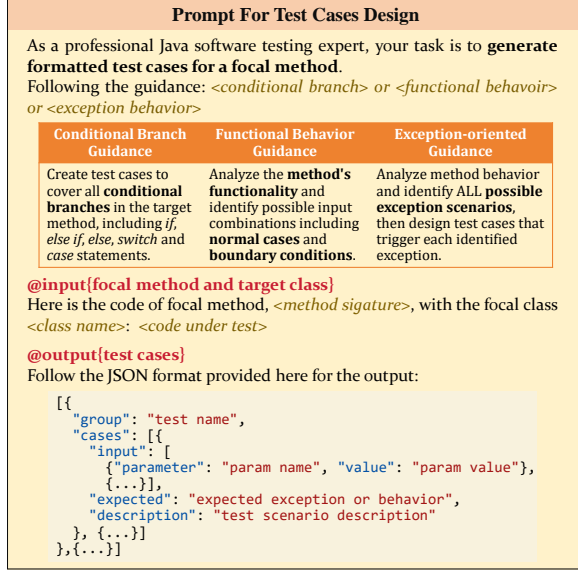 Prompt For Test Cases Design
As a professional Java software testing expert, your task is to generate
formatted test cases for a focal method.
Following the guidance: <conditional branch> or <functional behavoir>
or <exception behavior>
Conditional Branch
Guidance
Create test cases to
cover all conditional
branches in the target
method, including if,
else if, else, switch and
case statements.
Functional Behavior
Guidance
Analyze the method's
functionality and
identify possible input
combinations including
normal cases and
boundary conditions.
Exception-oriented
Guidance
Analyze method behavior
and identify ALL possible
exception scenarios,
then design test cases that
trigger each identified
exception.
@input{focal method and target class}
Here is the code of focal method, <method sigature>, with the focal class
<class name>: <code under test>
@output{test cases}
Follow the JSON format provided here for the output:
[{
"group": "test name",
"cases": [{
"input": [
{"parameter": "param name", "value": "param value"},
{...}],
"expected": "expected exception or behavior",
"description": "test scenario description"
}, {...}]
},{...}]